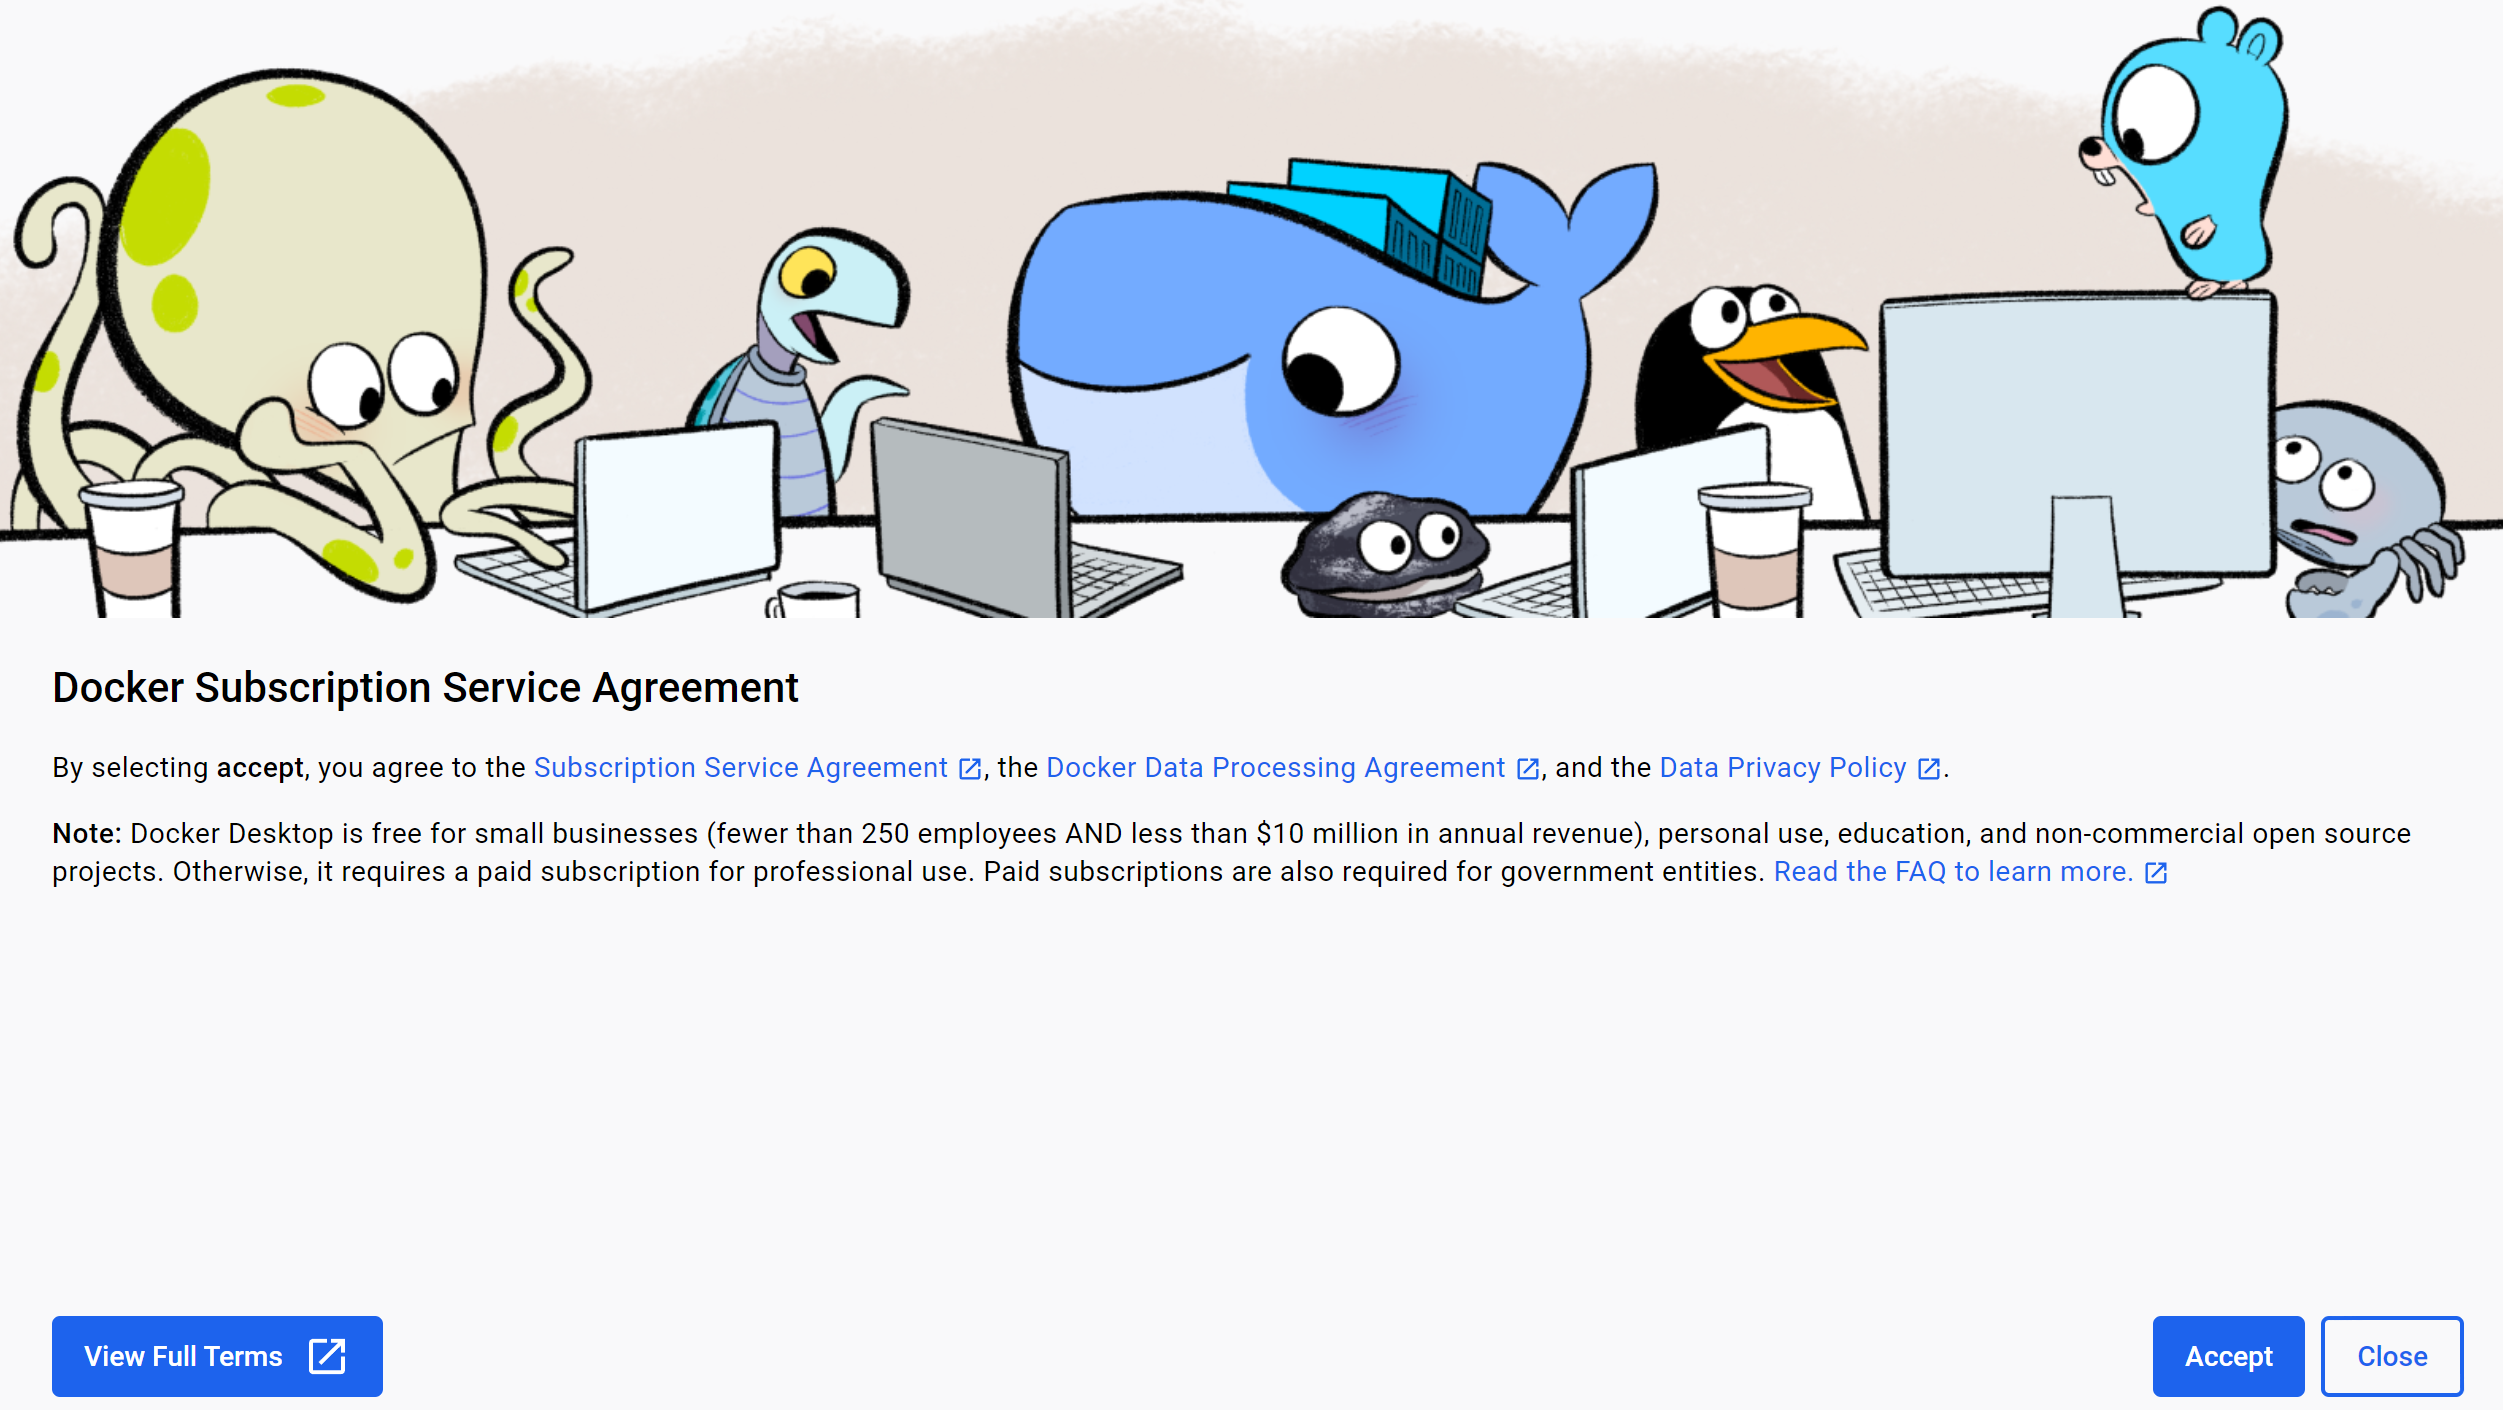 Docker Subscription Service Agreement
By selecting accept, you agree to the Subscription Service Agreement, the Docker Data Processing Agreement, and the Data Privacy Policy.
Note: Docker Desktop is free for small businesses (fewer than 250 employees AND less than $10 million in annual revenue), personal use, education, and non-commercial open source
projects. Otherwise, it requires a paid subscription for professional use. Paid subscriptions are also required for government entities. Read the FAQ to learn more.
View Full Terms
Accept
Close